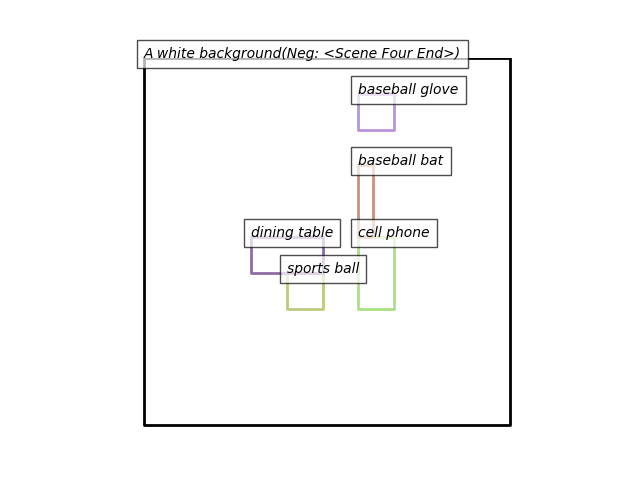 A white background(Neg: <Scene Four End>)
baseball glove
baseball bat
dining table
cell phone
sports ball